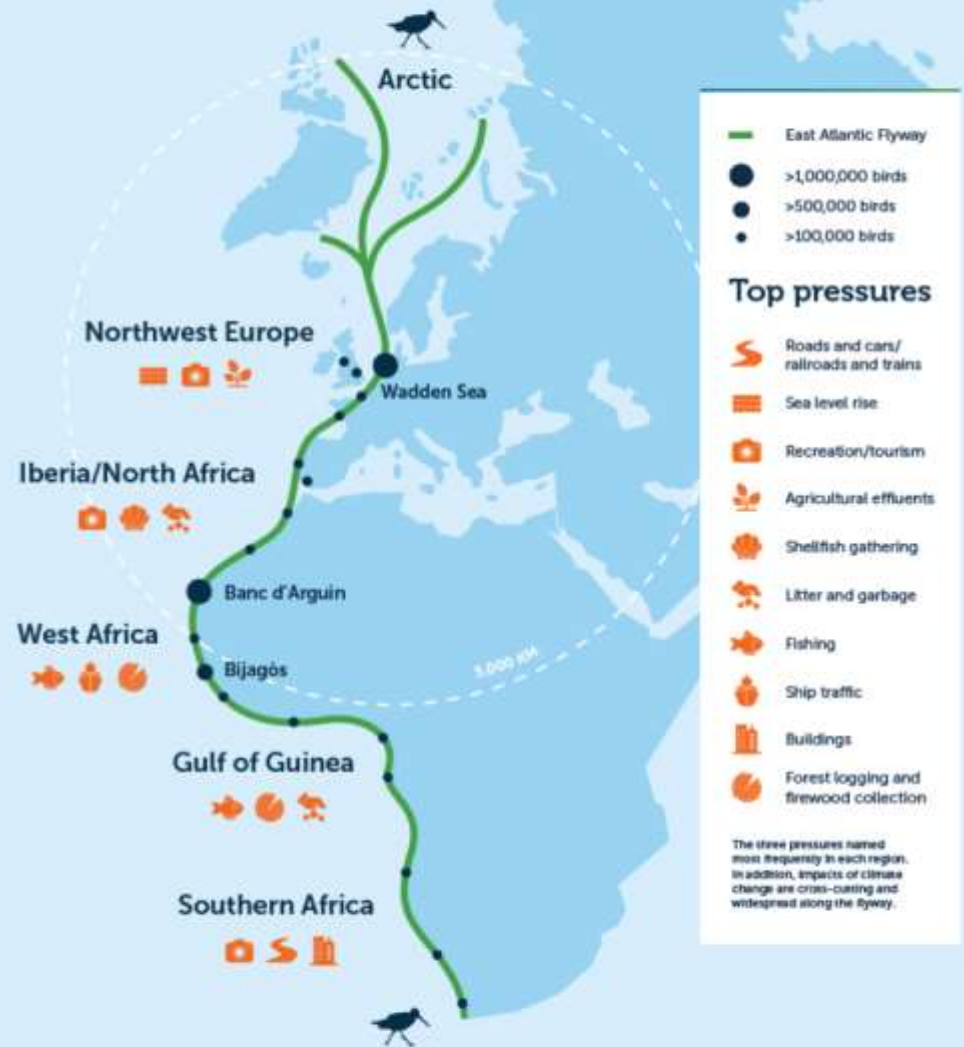 Arctic
Northwest Europe
Wadden Sea
Iberia/North Africa
Banc d'Arguin
West Africa
Bijagòs
5.000 KM
Gulf of Guinea
Southern Africa
East Atlantic Flyway
>1,000,000 birds
>500,000 birds
>100,000 birds
Top pressures
Roads and cars/
railroads and trains
Sea level rise
Recreation/tourism
Agricultural effluents
Shellfish gathering
Litter and garbage
Fishing
Ship traffic
Buildings
Forest logging and
firewood collection
The three pressures named
most frequently in each region.
In addition, impacts of climate
change are cross-cutting and
widespread along the flyway.